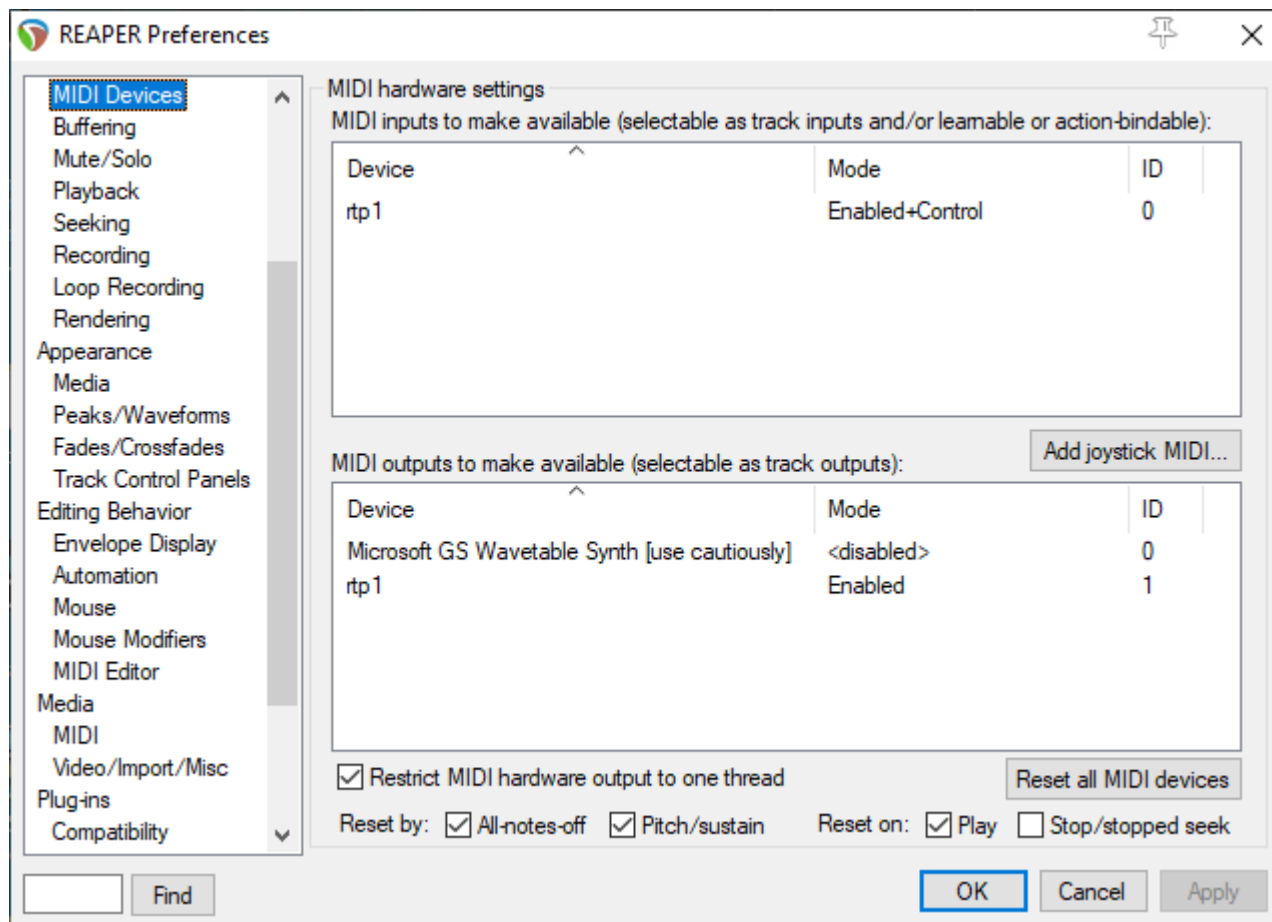 REAPER Preferences
MIDI Devices
Buffering
Mute/Solo
Playback
Seeking
Recording
Loop Recording
Rendering
Appearance
Media
Peaks/Waveforms
Fades/Crossfades
Track Control Panels
Editing Behavior
Envelope Display
Automation
Mouse
Mouse Modifiers
MIDI Editor
Media
MIDI
Video/Import/Misc
Plug-ins
Compatibility
Find
MIDI hardware settings
MIDI inputs to make available (selectable as track inputs and/or learnable or action-bindable):
Device Mode ID
rtp1 Enabled+Control 0
Add joystick MIDI...
MIDI outputs to make available (selectable as track outputs):
Device Mode ID
Microsoft GS Wavetable Synth [use cautiously] <disabled> 0
rtp1 Enabled 1
Restrict MIDI hardware output to one thread
Reset all MIDI devices
Reset by: All-notes-off Pitch/sustain Reset on: Play Stop/stopped seek
OK Cancel Apply